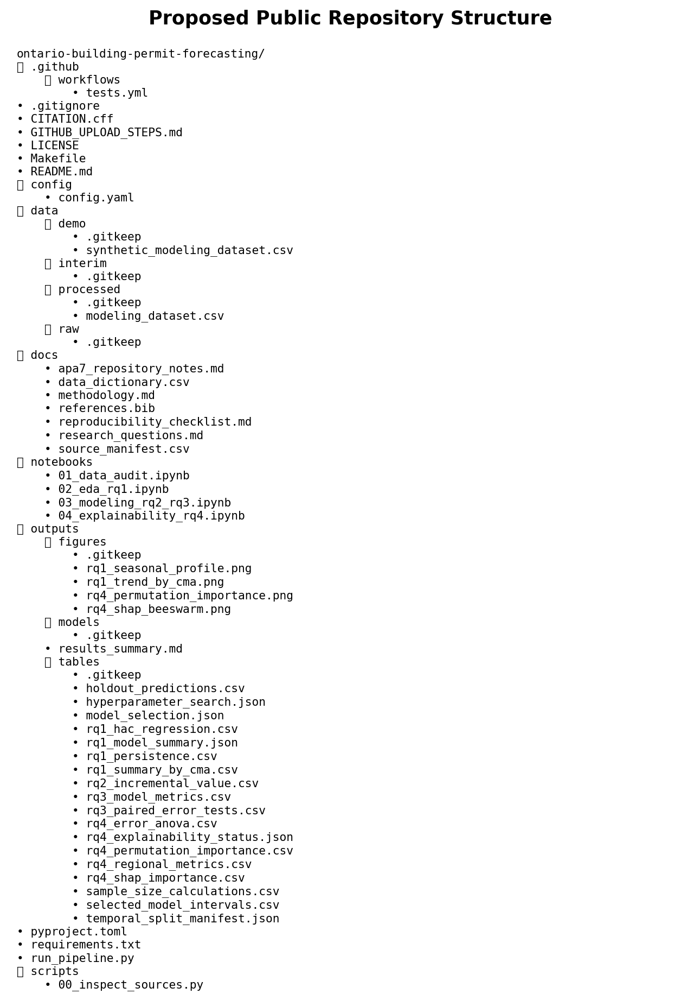 Proposed Public Repository Structure
ontario-building-permit-forecasting/
▯ .github
▯ workflows
• tests.yml
• .gitignore
• CITATION.cff
• GITHUB_UPLOAD_STEPS.md
• LICENSE
• Makefile
• README.md
▯ config
• config.yaml
▯ data
▯ demo
• .gitkeep
• synthetic_modeling_dataset.csv
▯ interim
• .gitkeep
▯ processed
• .gitkeep
• modeling_dataset.csv
▯ raw
• .gitkeep
▯ docs
• apa7_repository_notes.md
• data_dictionary.csv
• methodology.md
• references.bib
• reproducibility_checklist.md
• research_questions.md
• source_manifest.csv
▯ notebooks
• 01_data_audit.ipynb
• 02_eda_rq1.ipynb
• 03_modeling_rq2_rq3.ipynb
• 04_explainability_rq4.ipynb
▯ outputs
▯ figures
• .gitkeep
• rq1_seasonal_profile.png
• rq1_trend_by_cma.png
• rq4_permutation_importance.png
• rq4_shap_beeswarm.png
▯ models
• .gitkeep
• results_summary.md
▯ tables
• .gitkeep
• holdout_predictions.csv
• hyperparameter_search.json
• model_selection.json
• rq1_hac_regression.csv
• rq1_model_summary.json
• rq1_persistence.csv
• rq1_summary_by_cma.csv
• rq2_incremental_value.csv
• rq3_model_metrics.csv
• rq3_paired_error_tests.csv
• rq4_error_anova.csv
• rq4_explainability_status.json
• rq4_permutation_importance.csv
• rq4_regional_metrics.csv
• rq4_shap_importance.csv
• sample_size_calculations.csv
• selected_model_intervals.csv
• temporal_split_manifest.json
• pyproject.toml
• requirements.txt
• run_pipeline.py
▯ scripts
• 00_inspect_sources.py